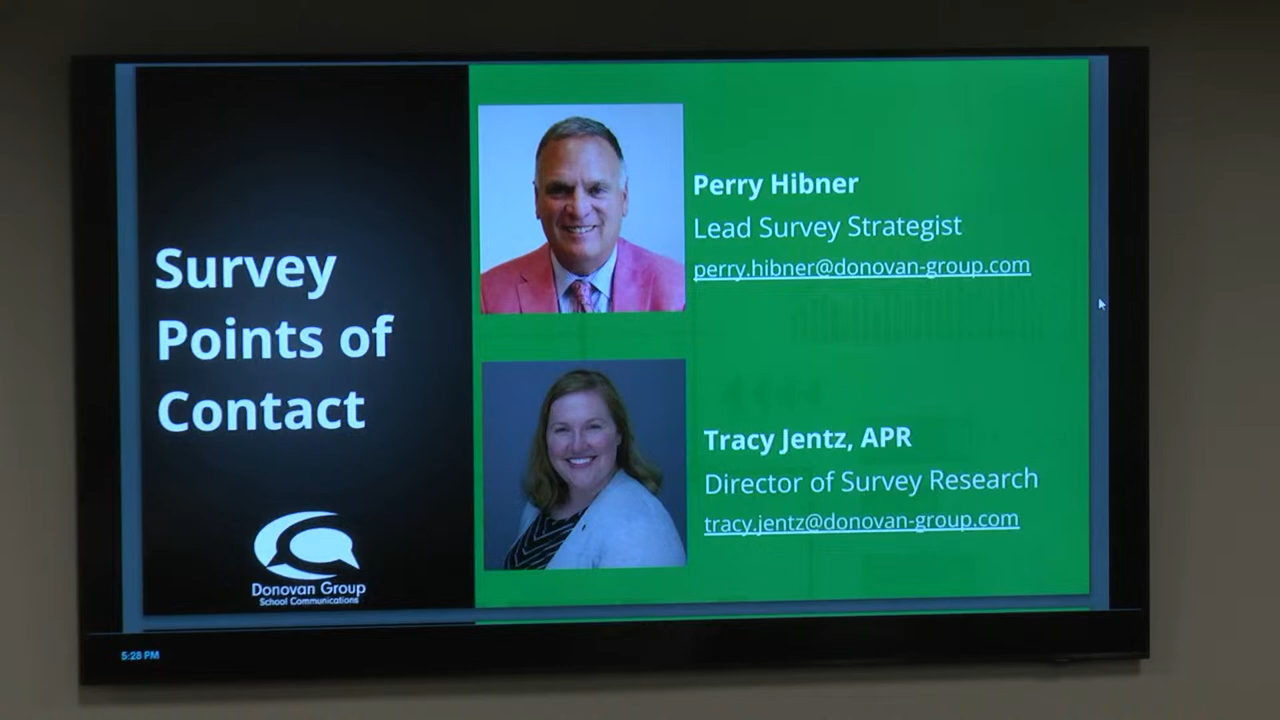 Survey
Points of
Contact
Donovan Group
School Communications
Perry Hibner
Lead Survey Strategist
perry.hibner@donovan-group.com
Tracy Jentz, APR
Director of Survey Research
tracy.jentz@donovan-group.com
5:28 PM